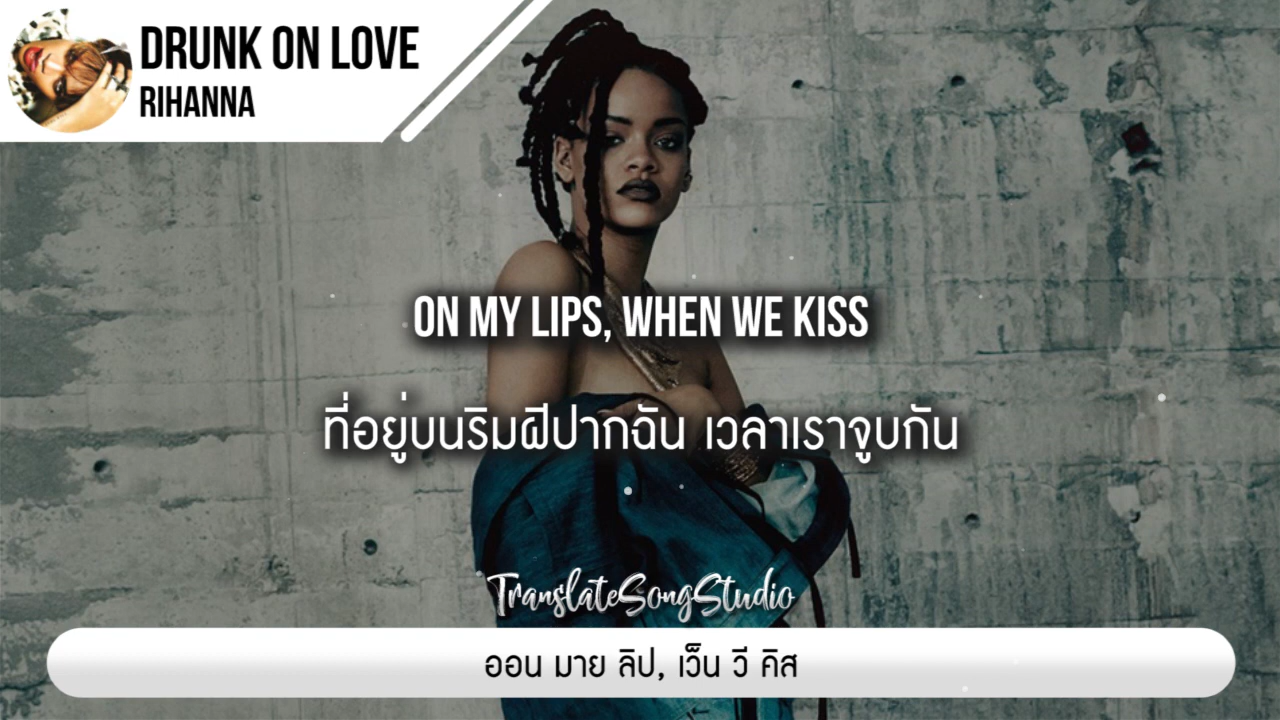 DRUNK ON LOVE
RIHANNA
ON MY LIPS, WHEN WE KISS
ที่อยู่บนริมฝีปากฉัน เวลาเราจูบกัน
TranslateSongStudio
ออน มาย ลิป, เว็น วี คิส